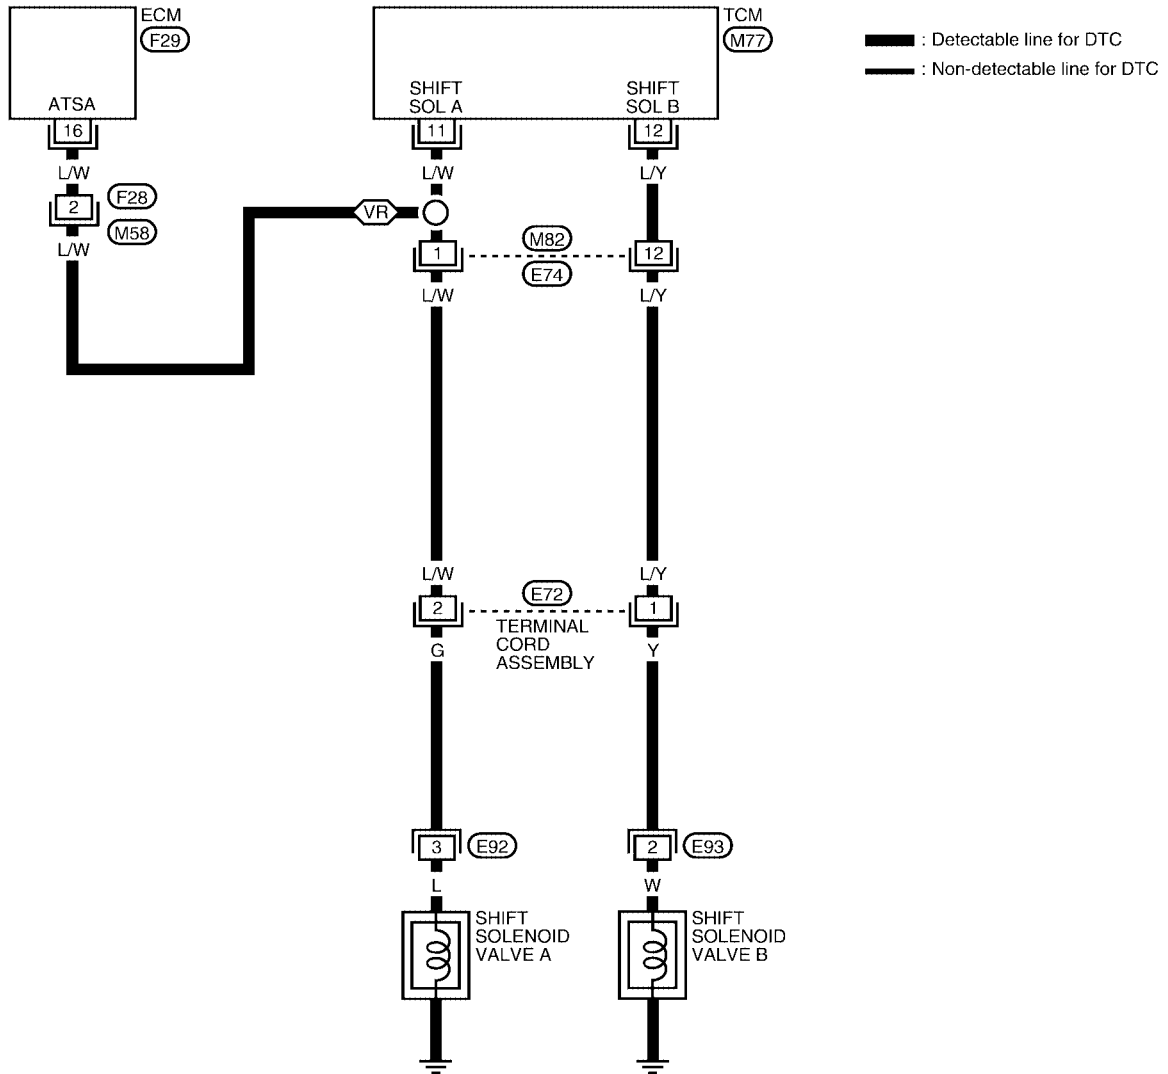 ECM
F29
TCM
M77
: Detectable line for DTC
: Non-detectable line for DTC
ATSA
SHIFT
SOL A
SHIFT
SOL B
16
11
12
L/W
L/W
L/Y
2
F28
M58
VR
L/W
1
M82
E74
12
L/W
L/Y
L/W
L/Y
2
E72
1
TERMINAL
CORD
ASSEMBLY
G
Y
3
E92
2
E93
L
W
SHIFT
SOLENOID
VALVE A
SHIFT
SOLENOID
VALVE B